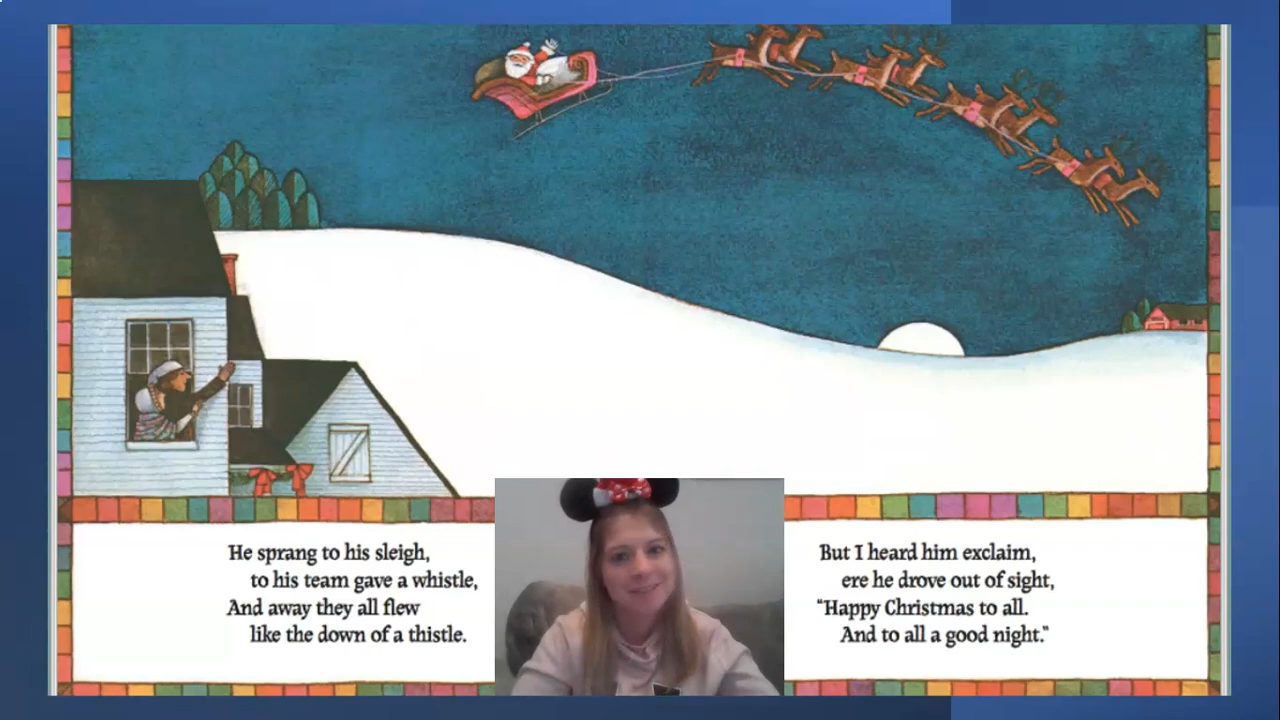 He sprang to his sleigh,
to his team gave a whistle,
And away they all flew
like the down of a thistle.
But I heard him exclaim,
ere he drove out of sight,
"Happy Christmas to all.
And to all a good night."